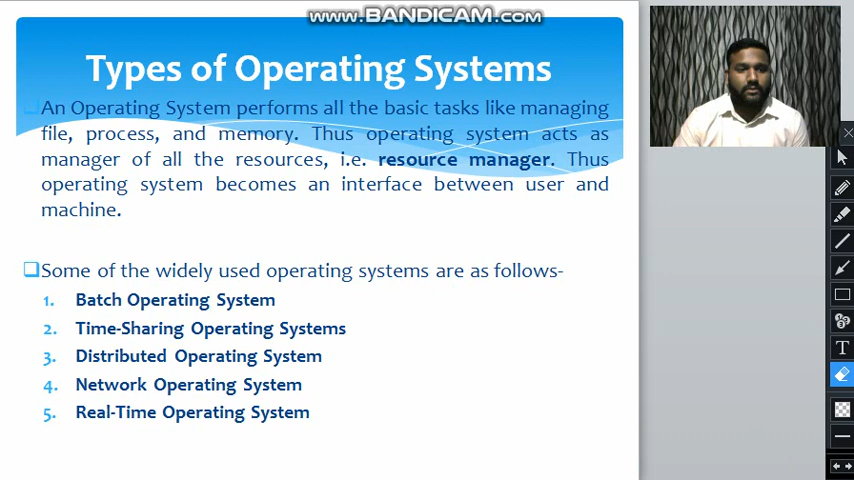 www.BANDICAM.com
Types of Operating Systems
An Operating System performs all the basic tasks like managing
file, process, and memory. Thus operating system acts as
manager of all the resources, i.e. resource manager. Thus
operating system becomes an interface between user and
machine.
Some of the widely used operating systems are as follows-
1. Batch Operating System
2. Time-Sharing Operating Systems
3. Distributed Operating System
4. Network Operating System
5. Real-Time Operating System
T